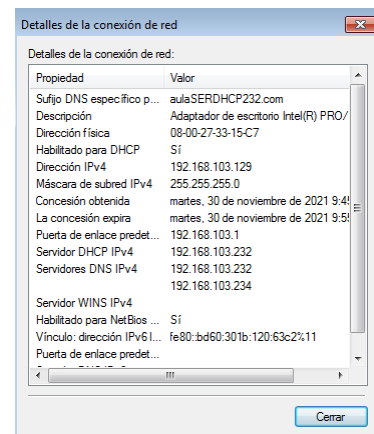 Detalles de la conexión de red
Detalles de la conexión de red:
Propiedad Valor
Sufijo DNS específico p... aulaSERDHCP232.com
Descripción Adaptador de escritorio Intel(R) PRO/
Dirección física 08-00-27-33-15-C7
Habilitado para DHCP Sí
Dirección IPv4 192.168.103.129
Máscara de subred IPv4 255.255.255.0
Concesión obtenida martes, 30 de noviembre de 2021 9:4
La concesión expira martes, 30 de noviembre de 2021 9:5
Puerta de enlace predet... 192.168.103.1
Servidor DHCP IPv4 192.168.103.232
Servidores DNS IPv4 192.168.103.232
192.168.103.234
Servidor WINS IPv4
Habilitado para NetBios ... Sí
Vínculo: dirección IPv6 l... fe80::bd60:301b:120:63c2%11
Puerta de enlace predet...
Cerrar